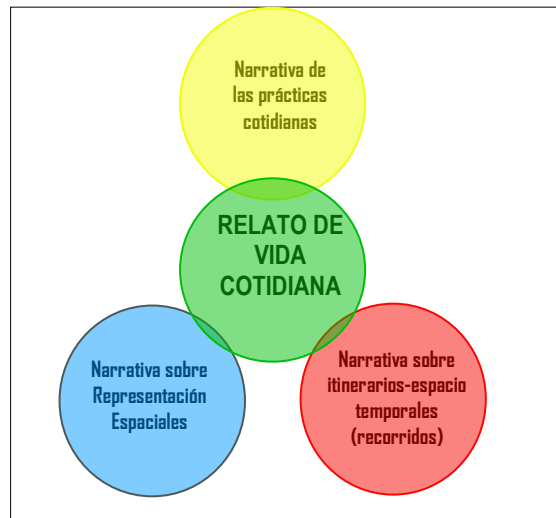 Narrativa de
las prácticas
cotidianas
RELATO DE
VIDA
COTIDIANA
Narrativa sobre
Representación
Espaciales
Narrativa sobre
itinerarios-espacio
temporales
(recorridos)